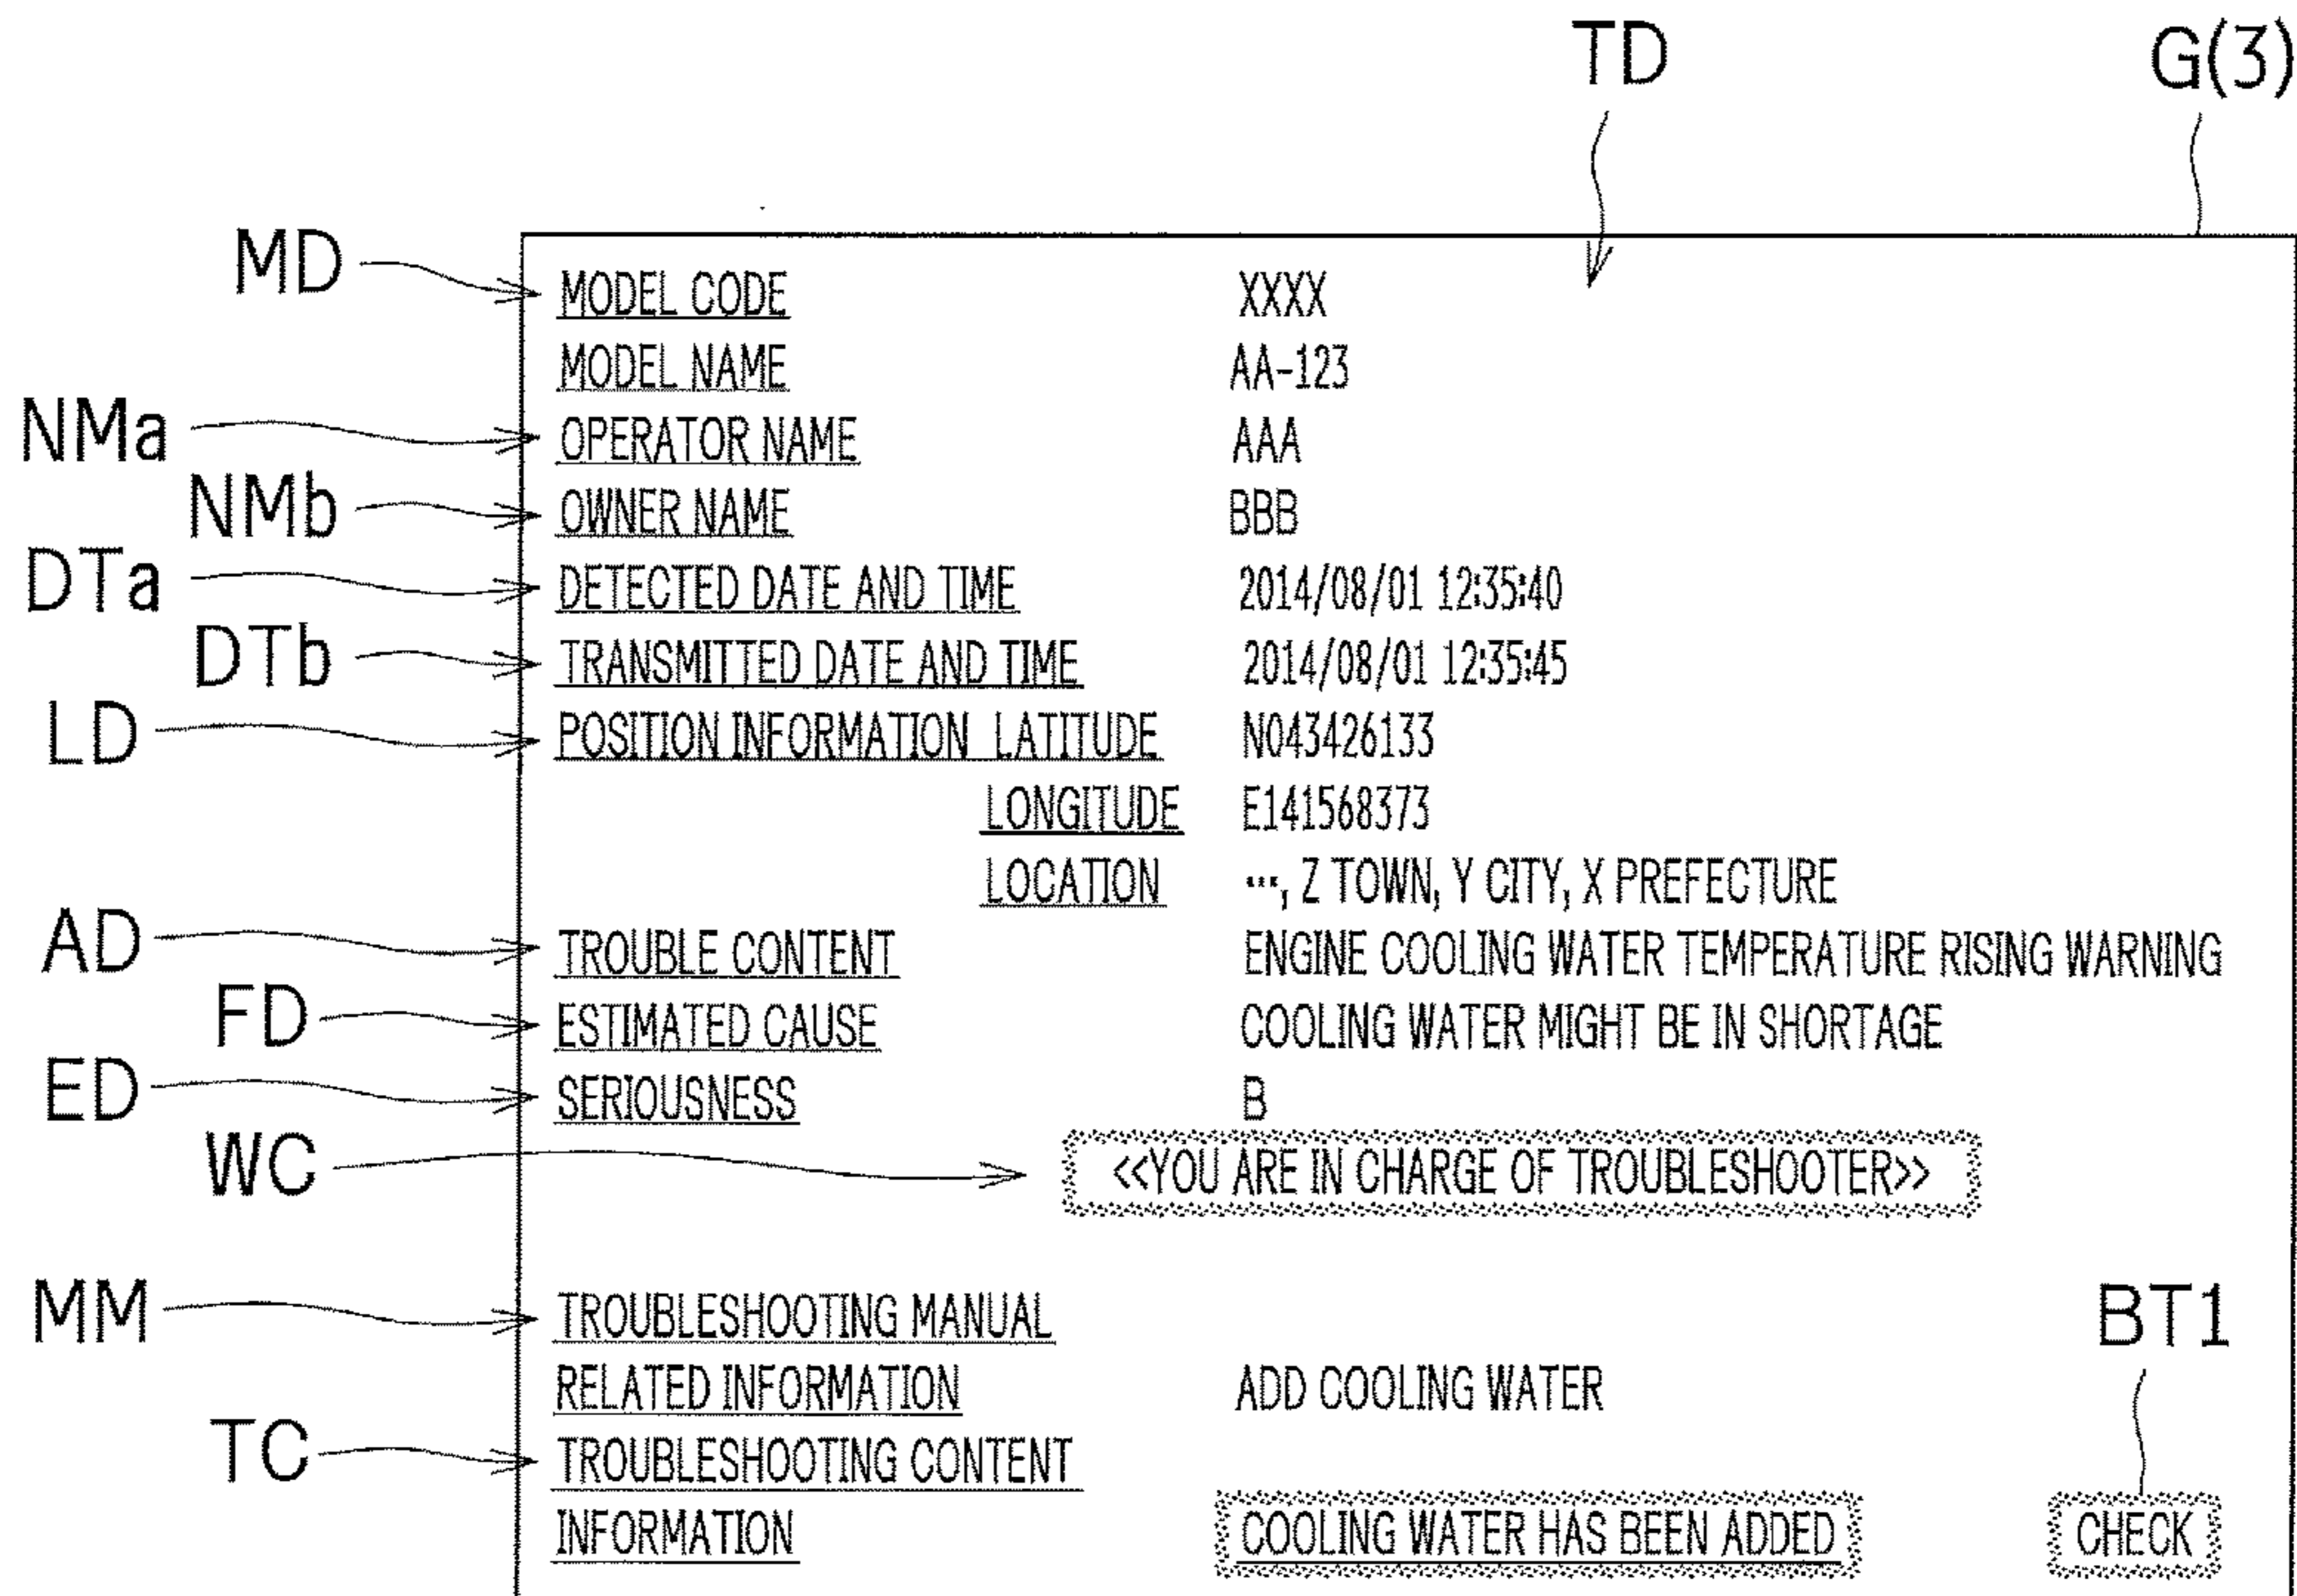 TD G(3)
MD MODEL CODE XXXX
MODEL NAME AA-123
NMa OPERATOR NAME AAA
NMb OWNER NAME BBB
DTa DETECTED DATE AND TIME 2014/08/01 12:35:40
DTb TRANSMITTED DATE AND TIME 2014/08/01 12:35:45
LD POSITION INFORMATION LATITUDE N043426133
LONGITUDE E141568373
LOCATION ···, Z TOWN, Y CITY, X PREFECTURE
AD TROUBLE CONTENT ENGINE COOLING WATER TEMPERATURE RISING WARNING
FD ESTIMATED CAUSE COOLING WATER MIGHT BE IN SHORTAGE
ED SERIOUSNESS B
WC <<YOU ARE IN CHARGE OF TROUBLESHOOTER>>
MM TROUBLESHOOTING MANUAL BT1
RELATED INFORMATION ADD COOLING WATER
TC TROUBLESHOOTING CONTENT
INFORMATION COOLING WATER HAS BEEN ADDED CHECK